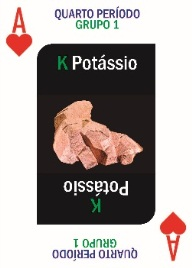 A
QUARTO PERÍODO
GRUPO 1
K Potássio
K
Potássio
QUARTO PERÍODO
GRUPO 1
A